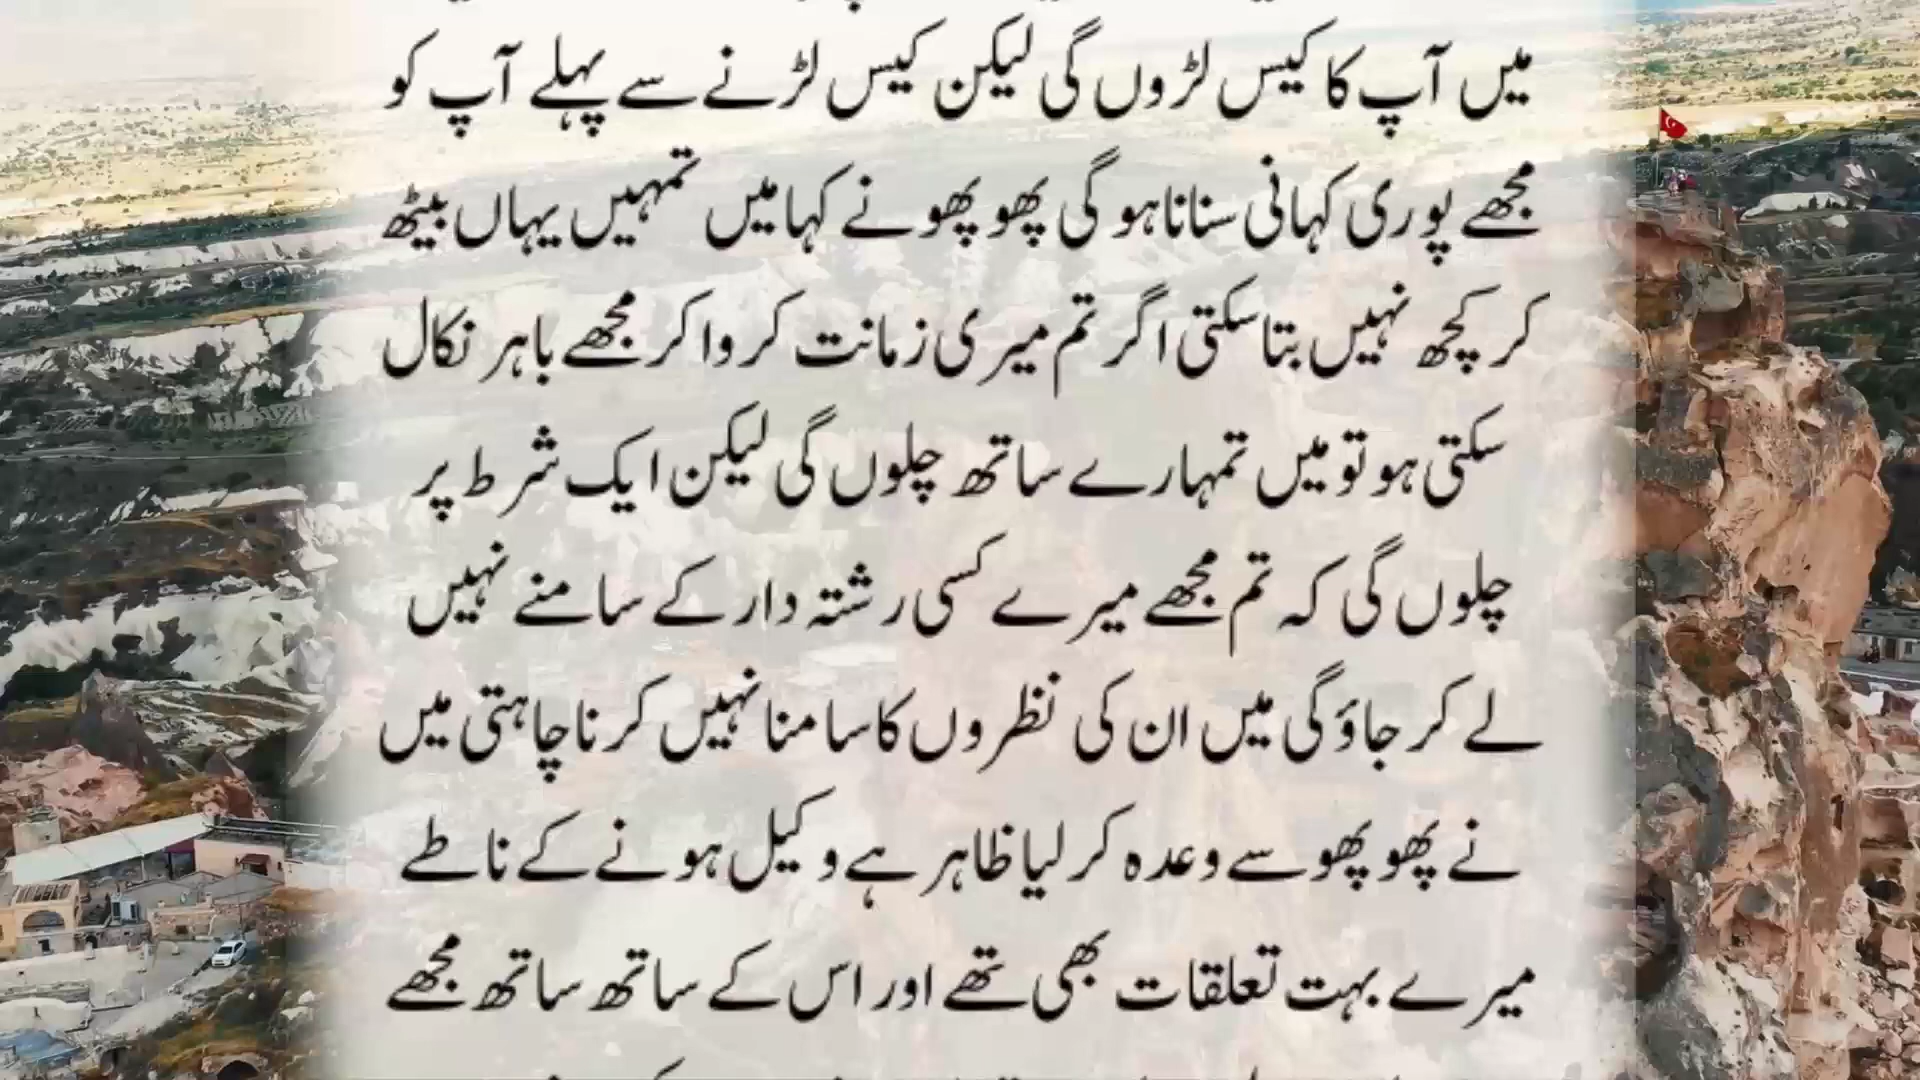 میں آپ کا کیس لڑوں گی لیکن کیس لڑنے سے پہلے آپ کو
مجھے پوری کہانی سنانا ہو گی پھوپھو نے کہا میں تمہیں یہاں بیٹھ
کر کچھ نہیں بتا سکتی اگر تم میری زمانت کروا کر مجھے باہر نکال
سکتی ہو تو میں تمہارے ساتھ چلوں گی لیکن ایک شرط پر
چلوں گی کہ تم مجھے میرے کسی رشتہ دار کے سامنے نہیں
لے کر جاؤ گی میں ان کی نظروں کا سامنا نہیں کرنا چاہتی میں
نے پھوپھو سے وعدہ کر لیا ظاہر ہے وکیل ہونے کے ناطے
میرے بہت تعلقات بھی تھے اور اس کے ساتھ ساتھ مجھے